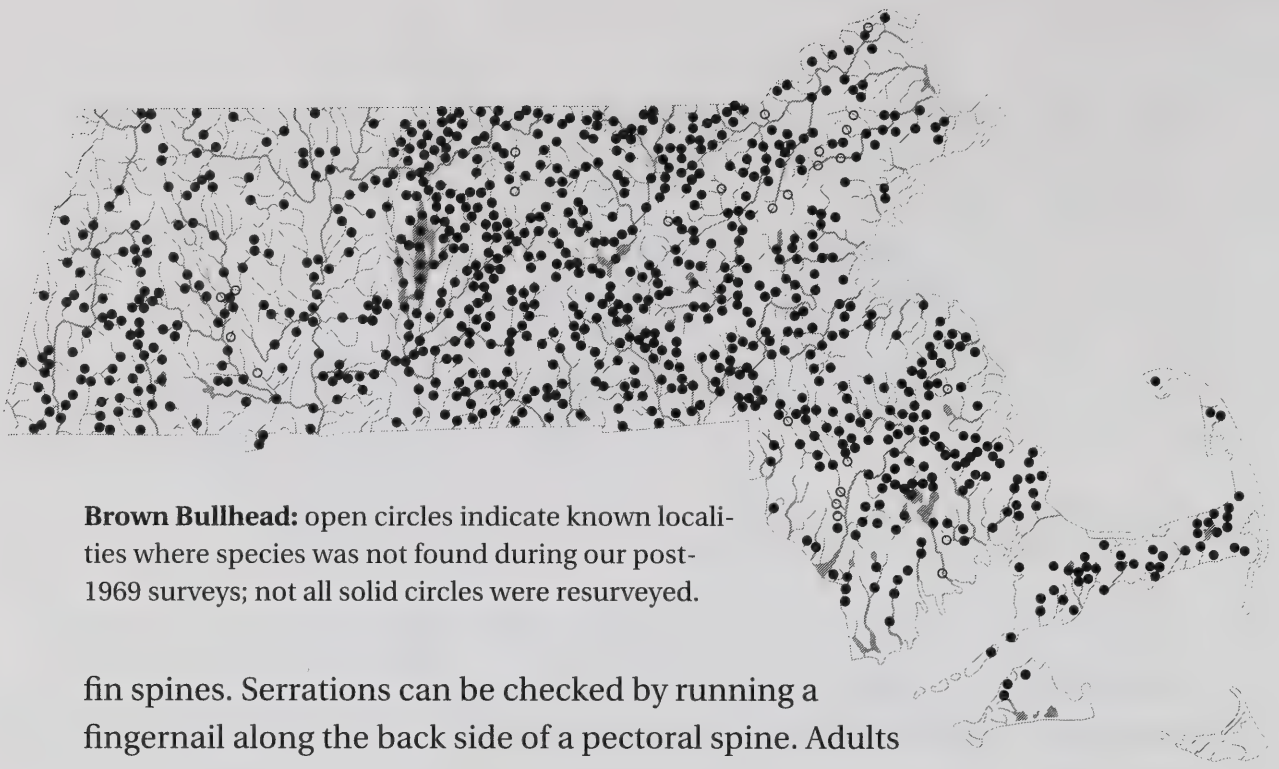 Brown Bullhead: open circles indicate known locali-
ties where species was not found during our post-
1969 surveys; not all solid circles were resurveyed.
fin spines. Serrations can be checked by running a
fingernail along the back side of a pectoral spine. Adults